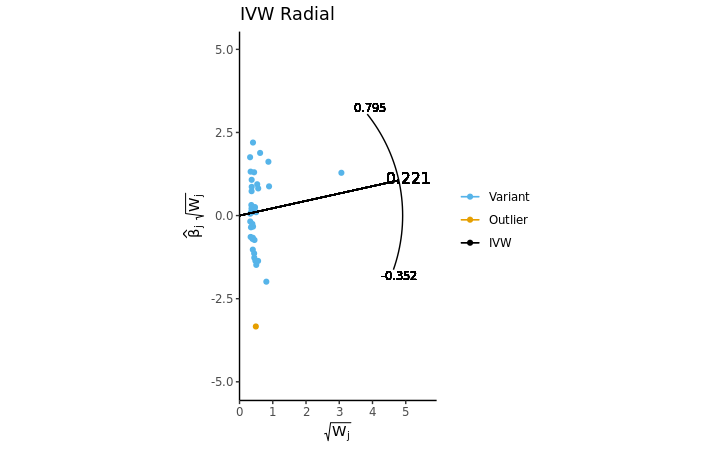 IVW Radial
5.0
2.5
0.0
-2.5
-5.0
β̂j √Wj
0.795
0.221
-0.352
0 1 2 3 4 5
√Wj
Variant
Outlier
IVW